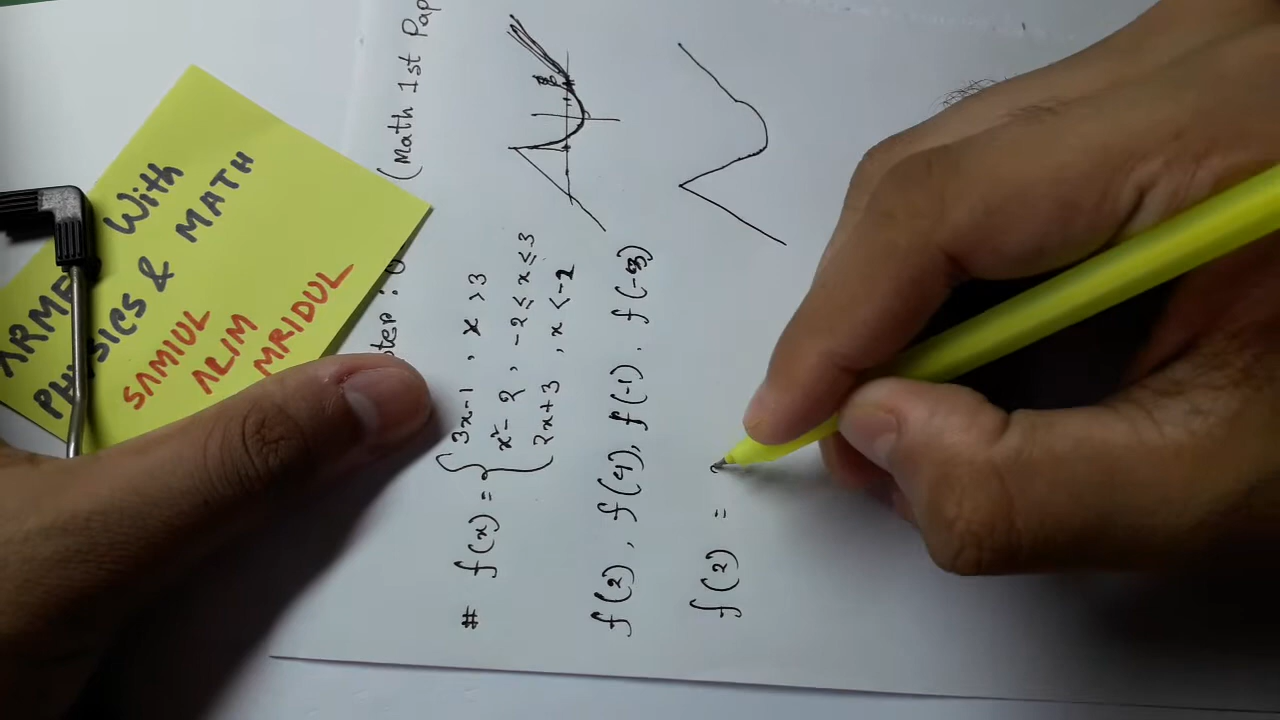 ARMF With
PHYSICS & MATH
SAMIUL
ALIM
MRIDUL
(Math 1st Pap
# f(x) = { 3x-1 , x > 3
x² - 2 , -2 ≤ x ≤ 3
2x+3 , x < -2
f(2) , f(4) , f(-1) , f(-3)
f(2) =